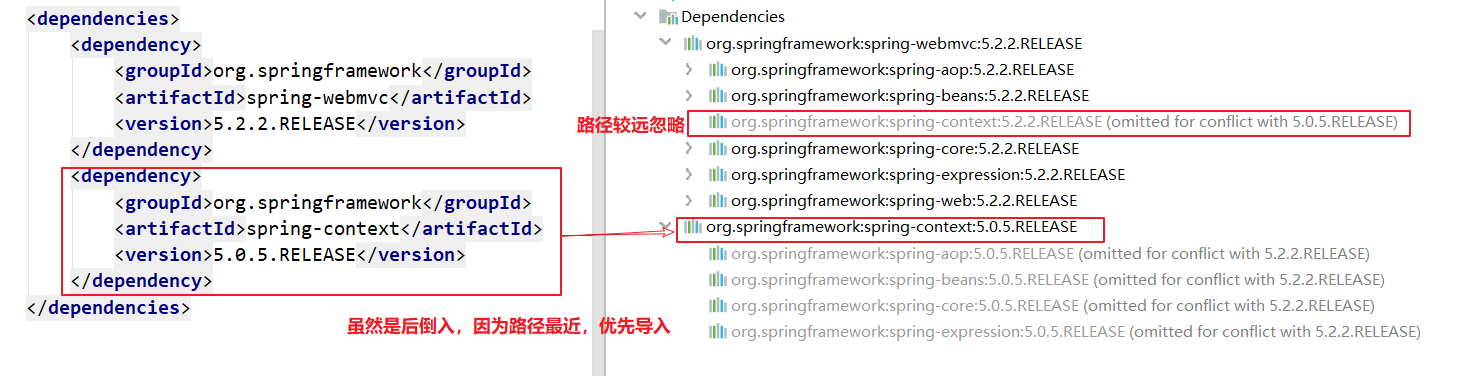 <dependencies>
<dependency>
<groupId>org.springframework</groupId>
<artifactId>spring-webmvc</artifactId>
<version>5.2.2.RELEASE</version>
</dependency>
<dependency>
<groupId>org.springframework</groupId>
<artifactId>spring-context</artifactId>
<version>5.0.5.RELEASE</version>
</dependency>
</dependencies>
虽然是后倒入，因为路径最近，优先导入
路径较远忽略
Dependencies
org.springframework:spring-webmvc:5.2.2.RELEASE
org.springframework:spring-aop:5.2.2.RELEASE
org.springframework:spring-beans:5.2.2.RELEASE
org.springframework:spring-context:5.2.2.RELEASE (omitted for conflict with 5.0.5.RELEASE)
org.springframework:spring-core:5.2.2.RELEASE
org.springframework:spring-expression:5.2.2.RELEASE
org.springframework:spring-web:5.2.2.RELEASE
org.springframework:spring-context:5.0.5.RELEASE
org.springframework:spring-aop:5.0.5.RELEASE (omitted for conflict with 5.2.2.RELEASE)
org.springframework:spring-beans:5.0.5.RELEASE (omitted for conflict with 5.2.2.RELEASE)
org.springframework:spring-core:5.0.5.RELEASE (omitted for conflict with 5.2.2.RELEASE)
org.springframework:spring-expression:5.0.5.RELEASE (omitted for conflict with 5.2.2.RELEASE)